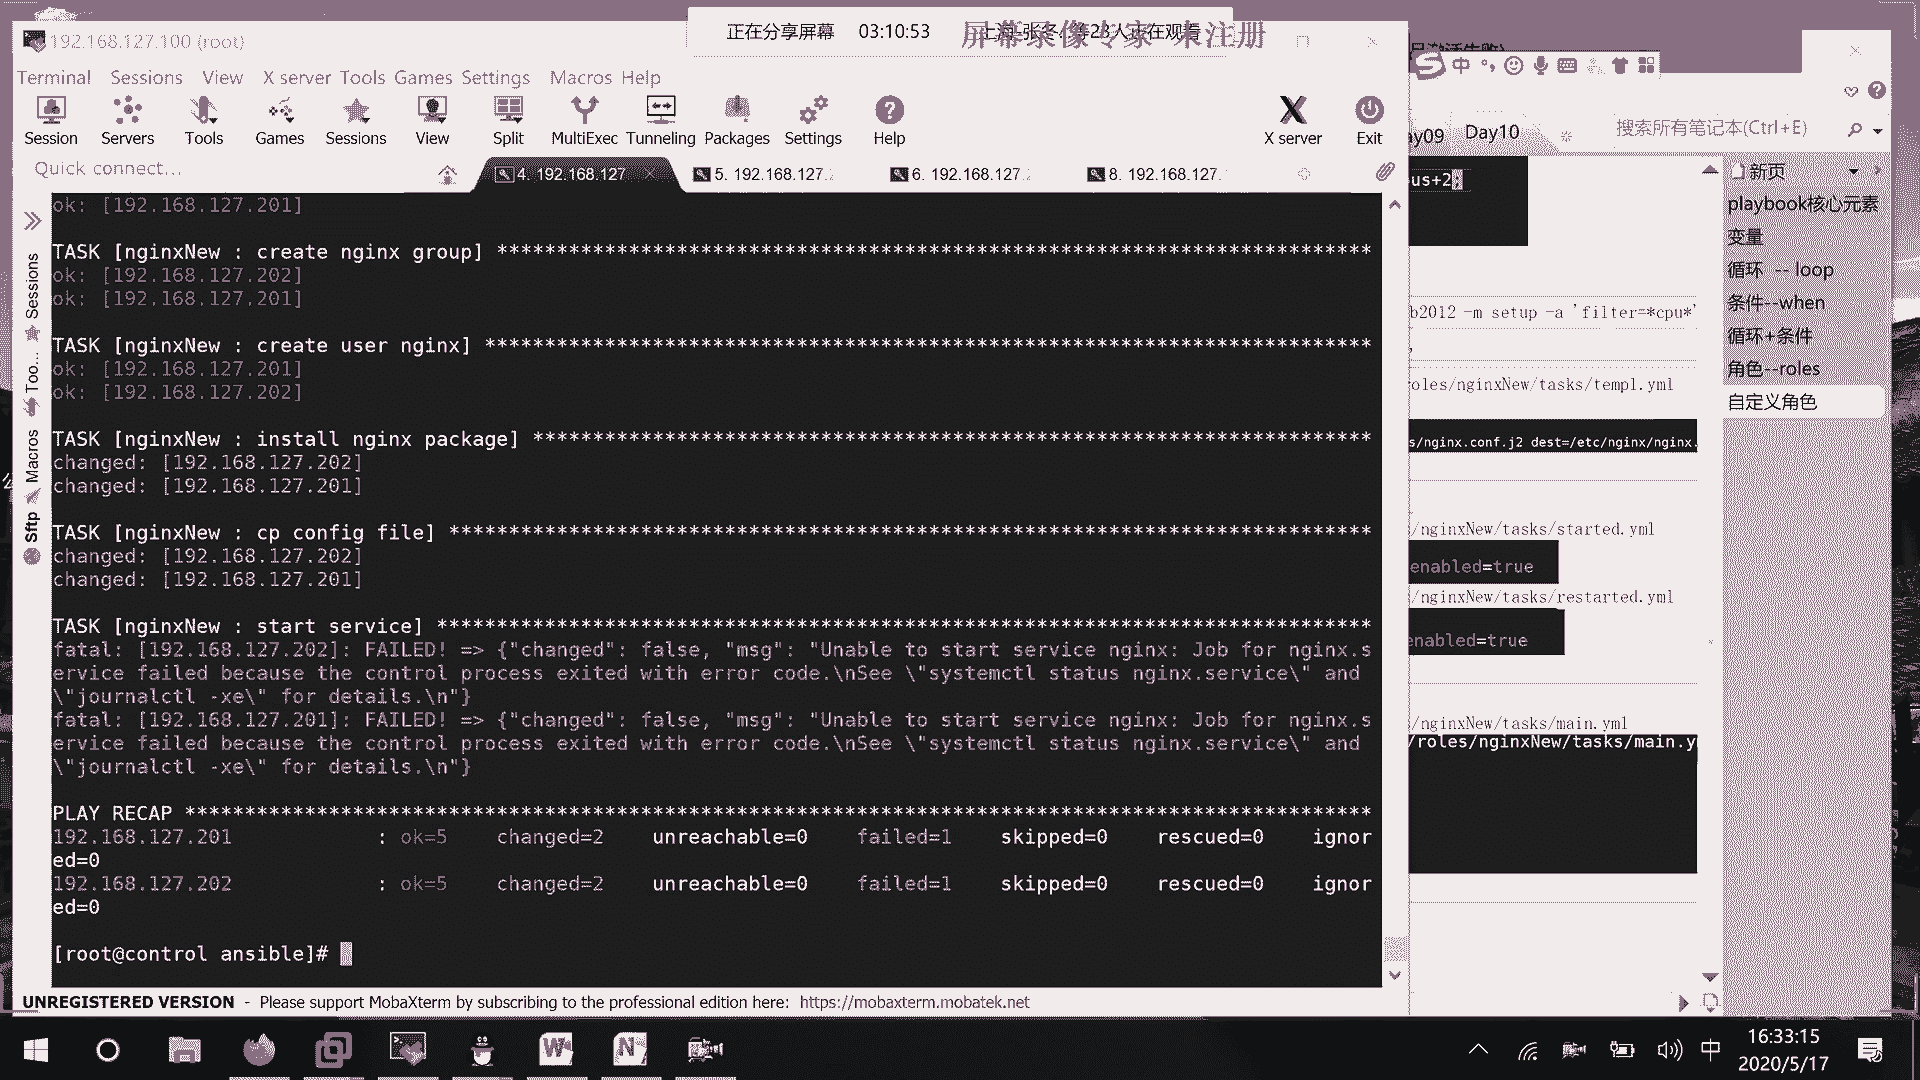 正在分享屏幕 03:10:53
屏幕录像专家 未注册
192.168.127.100 (root)
Terminal Sessions View X server Tools Games Settings Macros Help
Session Servers Tools Games Sessions View Split MultiExec Tunneling Packages Settings Help X server Exit
Quick connect...
4. 192.168.127 5. 192.168.127. 6. 192.168.127. 8. 192.168.127.
Sessions
Too...
Macros
Sftp
ok: [192.168.127.201]
TASK [nginxNew : create nginx group] *************************************************************************
ok: [192.168.127.202]
ok: [192.168.127.201]
TASK [nginxNew : create user nginx] **************************************************************************
ok: [192.168.127.201]
ok: [192.168.127.202]
TASK [nginxNew : install nginx package] **********************************************************************
changed: [192.168.127.202]
changed: [192.168.127.201]
TASK [nginxNew : cp config file] *****************************************************************************
changed: [192.168.127.202]
changed: [192.168.127.201]
TASK [nginxNew : start service] ******************************************************************************
fatal: [192.168.127.202]: FAILED! => {"changed": false, "msg": "Unable to start service nginx: Job for nginx.s
ervice failed because the control process exited with error code.\nSee \"systemctl status nginx.service\" and
\"journalctl -xe\" for details.\n"}
fatal: [192.168.127.201]: FAILED! => {"changed": false, "msg": "Unable to start service nginx: Job for nginx.s
ervice failed because the control process exited with error code.\nSee \"systemctl status nginx.service\" and
\"journalctl -xe\" for details.\n"}
PLAY RECAP ***************************************************************************************************
192.168.127.201 : ok=5 changed=2 unreachable=0 failed=1 skipped=0 rescued=0 ignor
ed=0
192.168.127.202 : ok=5 changed=2 unreachable=0 failed=1 skipped=0 rescued=0 ignor
ed=0
[root@control ansible]#
UNREGISTERED VERSION - Please support MobaXterm by subscribing to the professional edition here: https://mobaxterm.mobatek.net
中
ay09 Day10 搜索所有笔记本(Ctrl+E)
us+2
b2012 -m setup -a 'filter=*cpu*'
roles/nginxNew/tasks/templ.yml
s/nginx.conf.j2 dest=/etc/nginx/nginx.
/nginxNew/tasks/started.yml
enabled=true
/nginxNew/tasks/restarted.yml
enabled=true
/nginxNew/tasks/main.yml
/roles/nginxNew/tasks/main.y
新页
playbook核心元素
变量
循环 -- loop
条件--when
循环+条件
角色--roles
自定义角色
中
16:33:15
2020/5/17